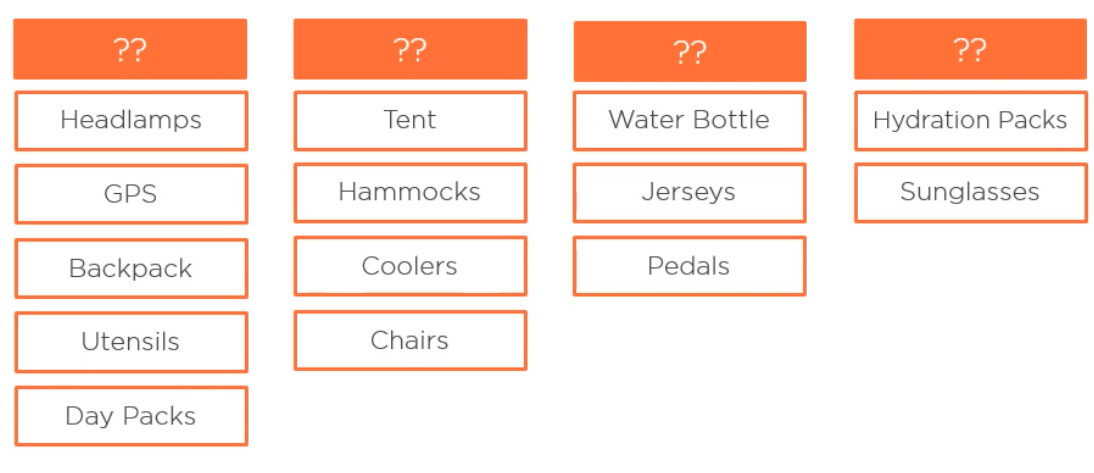 ??
Headlamps
GPS
Backpack
Utensils
Day Packs
??
Tent
Hammocks
Coolers
Chairs
??
Water Bottle
Jerseys
Pedals
??
Hydration Packs
Sunglasses